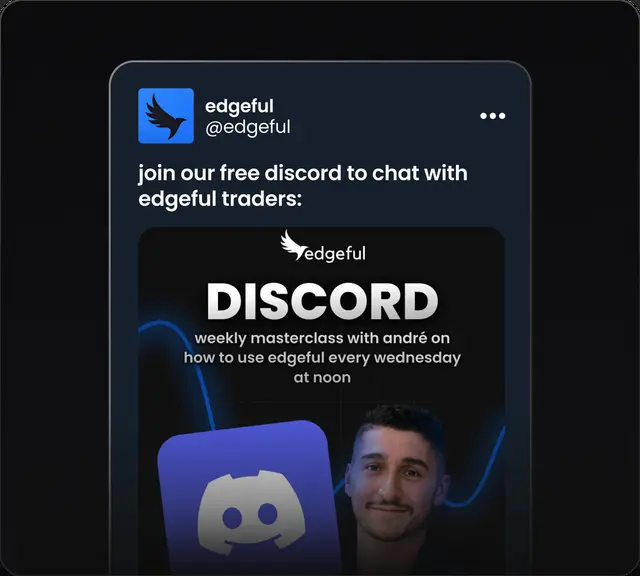 edgeful
@edgeful
join our free discord to chat with
edgeful traders:
edgeful
DISCORD
weekly masterclass with andré on
how to use edgeful every wednesday
at noon